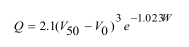 Q = 2.1(V₅₀ − V₀)³ e^(−1.023W)